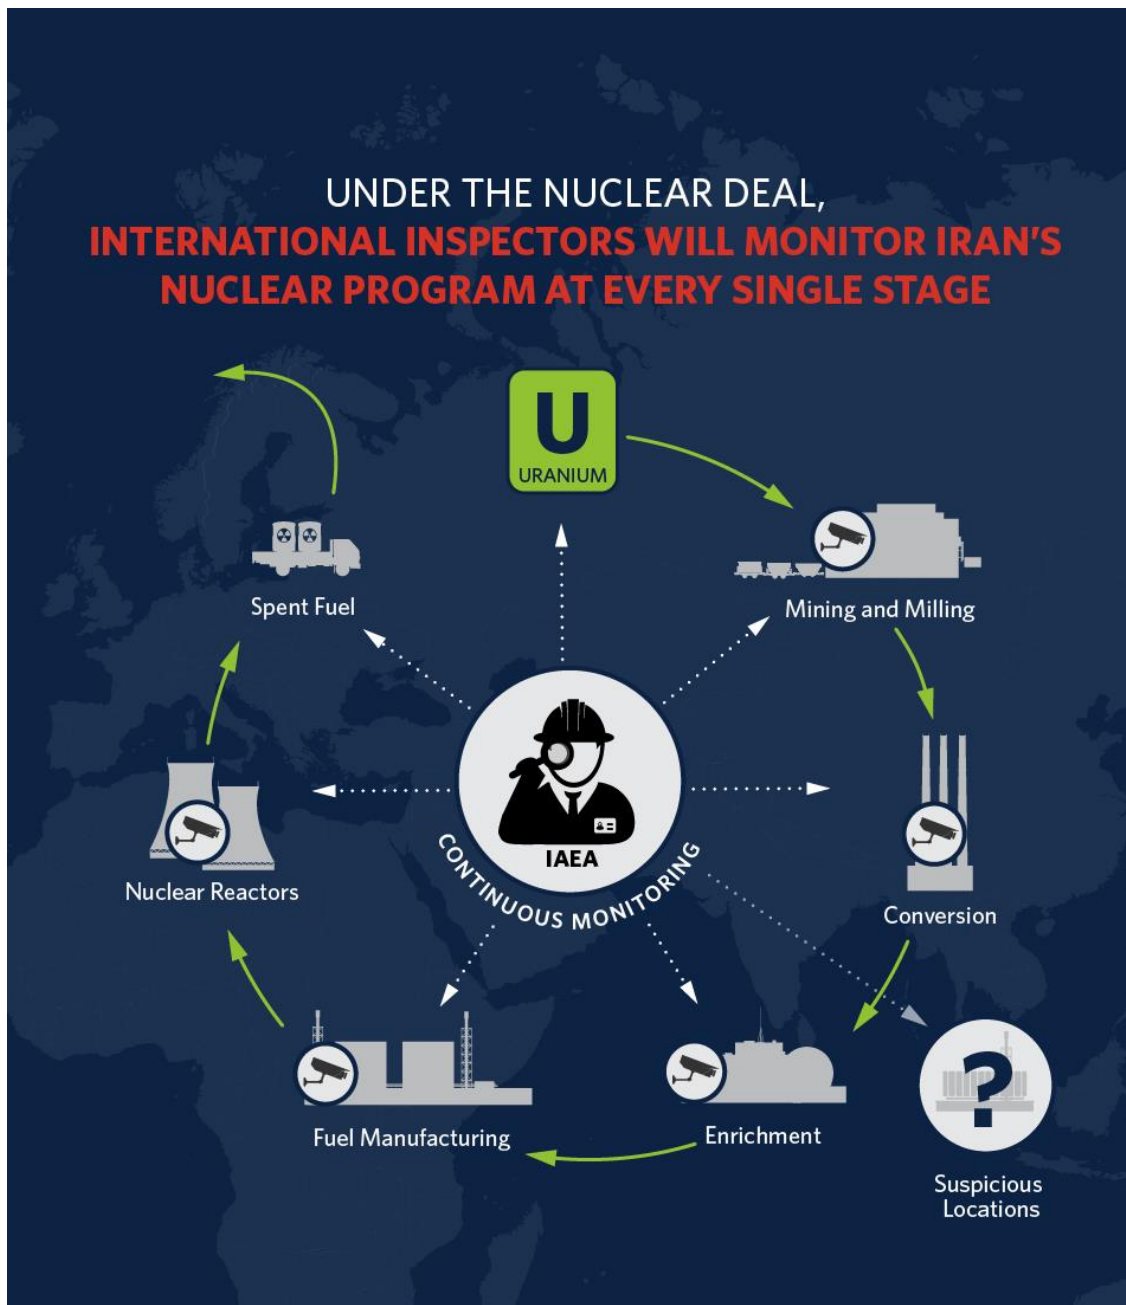 UNDER THE NUCLEAR DEAL,
INTERNATIONAL INSPECTORS WILL MONITOR IRAN'S
NUCLEAR PROGRAM AT EVERY SINGLE STAGE
U
URANIUM
Mining and Milling
Conversion
Suspicious
Locations
?
Enrichment
Fuel Manufacturing
Nuclear Reactors
Spent Fuel
IAEA
CONTINUOUS MONITORING